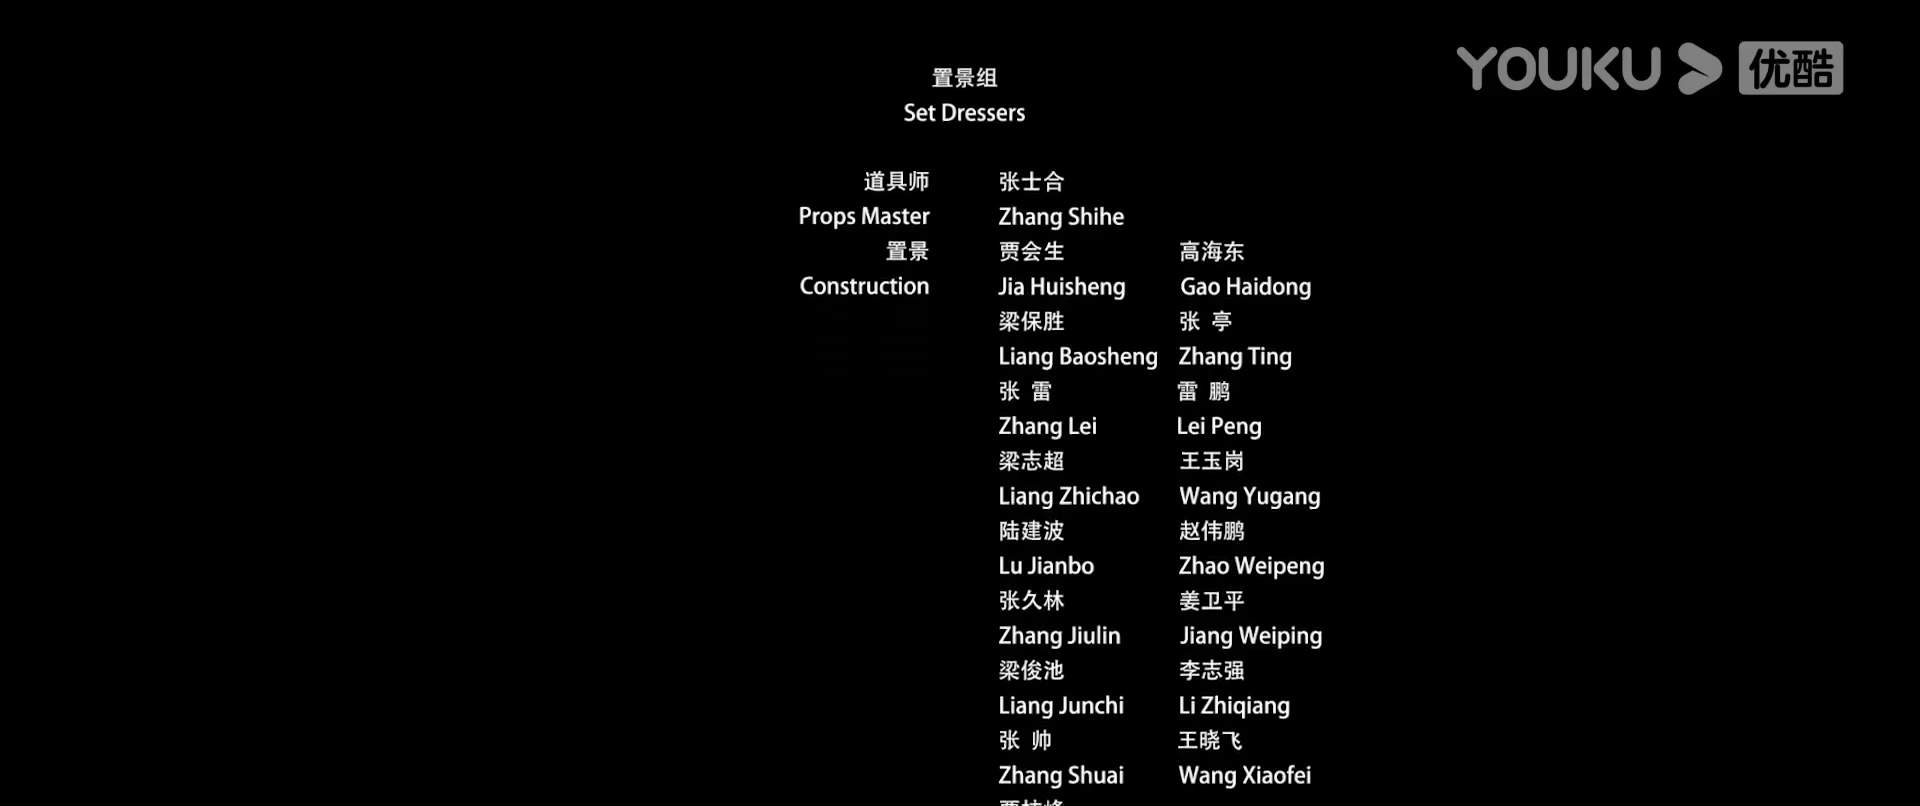 YOUKU 优酷
置景组
Set Dressers
道具师 张士合
Props Master Zhang Shihe
置景 贾会生 高海东
Construction Jia Huisheng Gao Haidong
梁保胜 张 亭
Liang Baosheng Zhang Ting
张 雷 雷 鹏
Zhang Lei Lei Peng
梁志超 王玉岗
Liang Zhichao Wang Yugang
陆建波 赵伟鹏
Lu Jianbo Zhao Weipeng
张久林 姜卫平
Zhang Jiulin Jiang Weiping
梁俊池 李志强
Liang Junchi Li Zhiqiang
张 帅 王晓飞
Zhang Shuai Wang Xiaofei